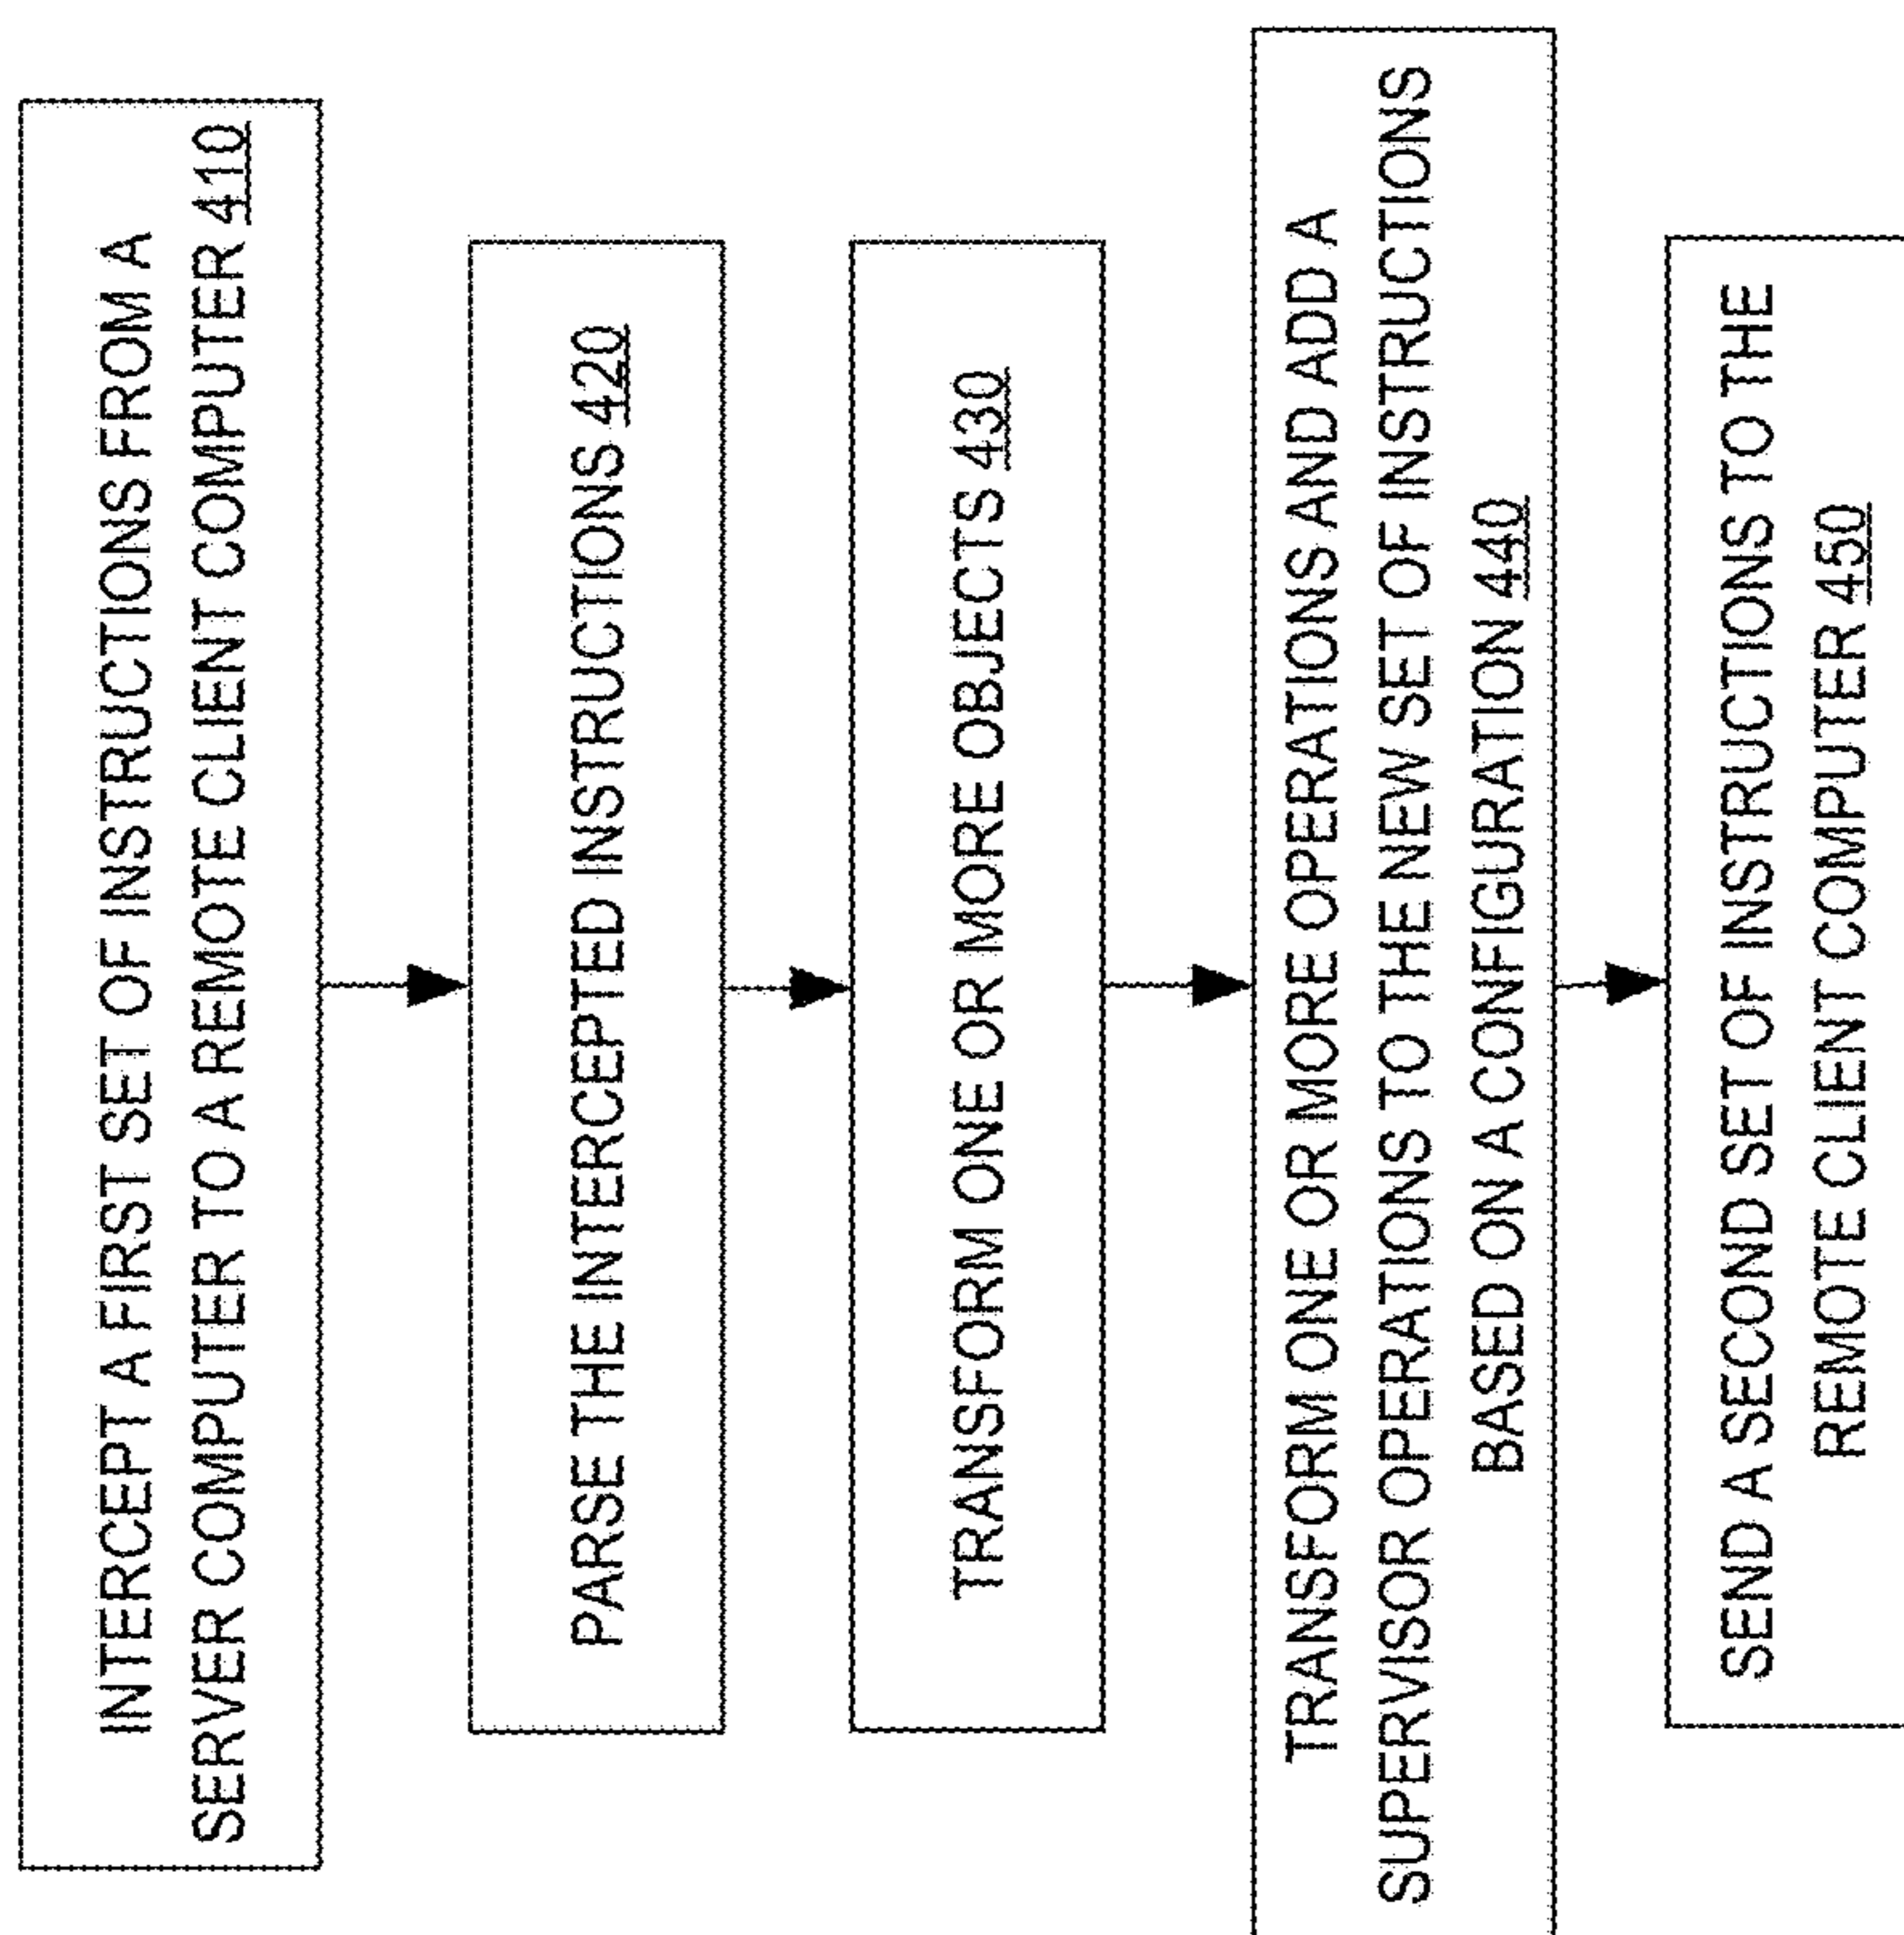 INTERCEPT A FIRST SET OF INSTRUCTIONS FROM A
SERVER COMPUTER TO A REMOTE CLIENT COMPUTER 410
PARSE THE INTERCEPTED INSTRUCTIONS 420
TRANSFORM ONE OR MORE OBJECTS 430
TRANSFORM ONE OR MORE OPERATIONS AND ADD A
SUPERVISOR OPERATIONS TO THE NEW SET OF INSTRUCTIONS
BASED ON A CONFIGURATION 440
SEND A SECOND SET OF INSTRUCTIONS TO THE
REMOTE CLIENT COMPUTER 450